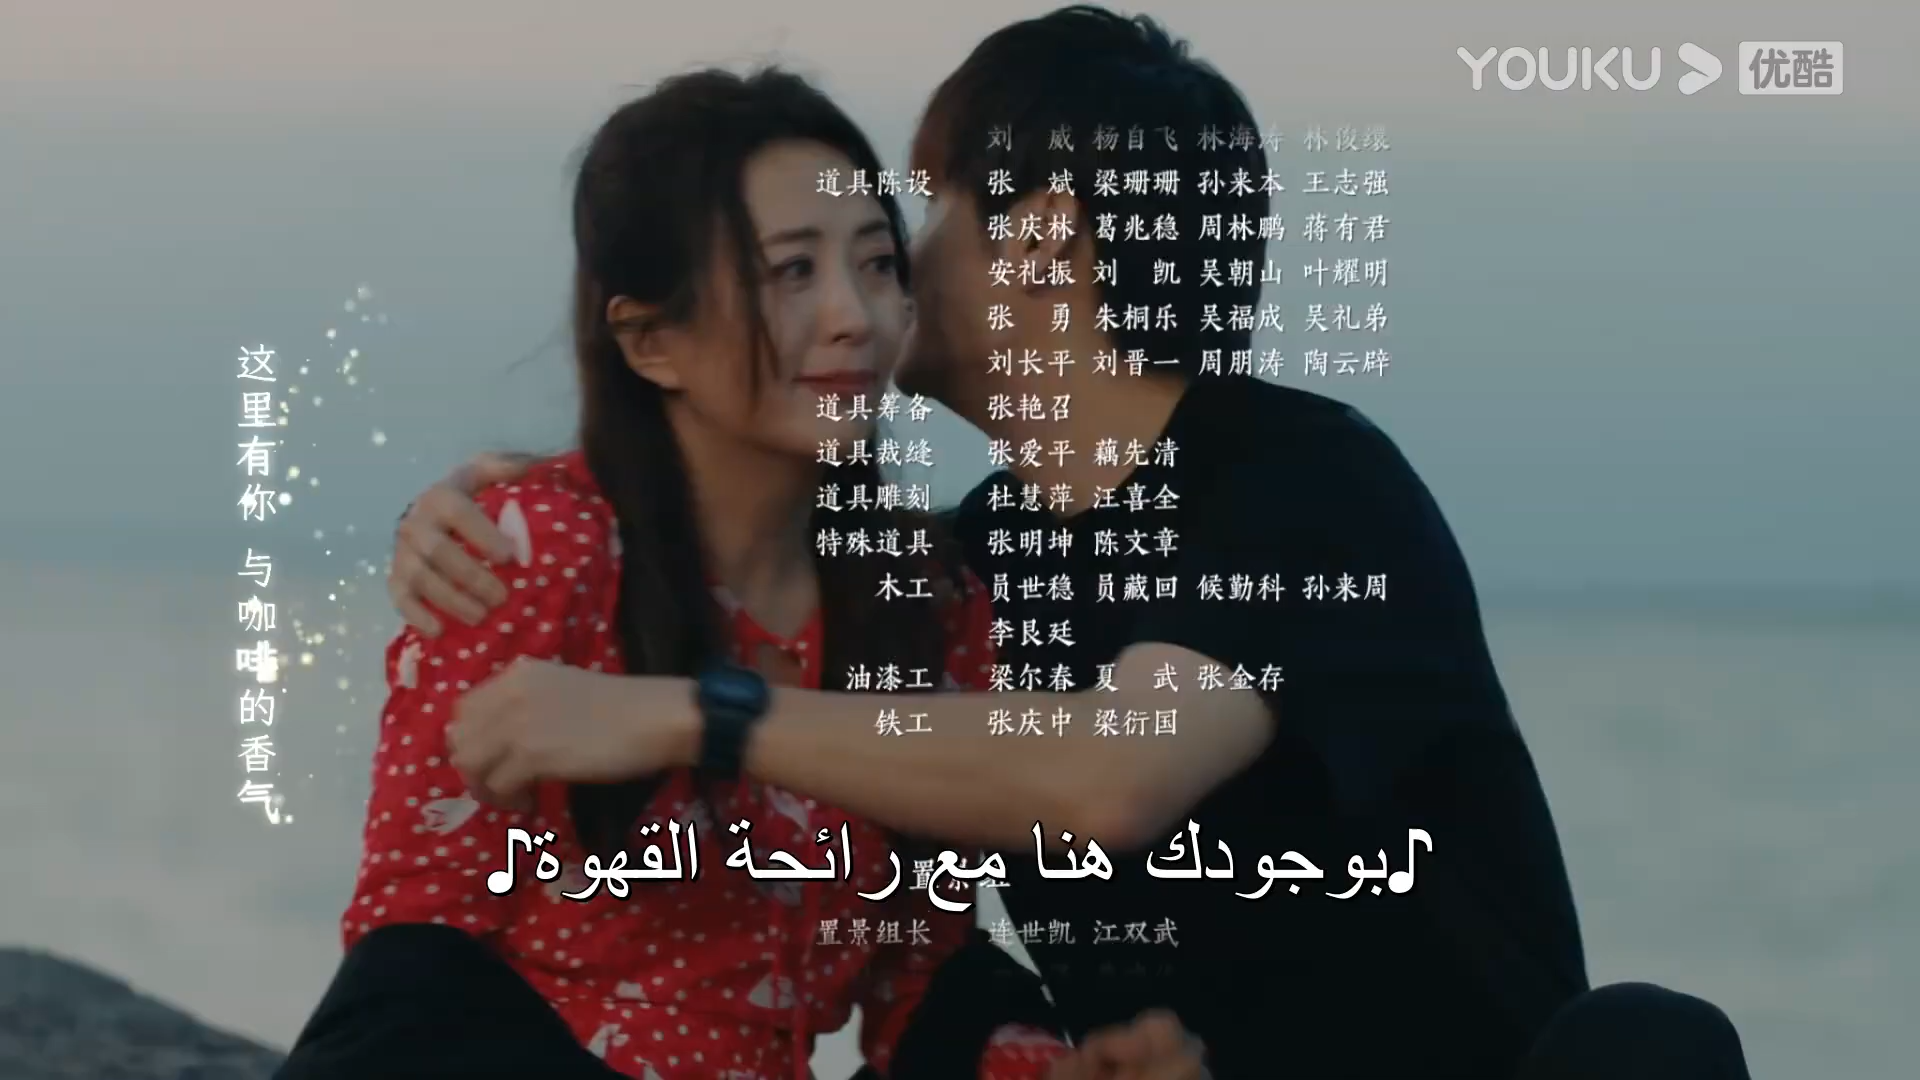 YOUKU 优酷
刘 威 杨自飞 林海涛 林俊缳
道具陈设 张 斌 梁珊珊 孙来本 王志强
张庆林 葛兆稳 周林鹏 蒋有君
安礼振 刘 凯 吴朝山 叶耀明
张 勇 朱桐乐 吴福成 吴礼弟
刘长平 刘晋一 周朋涛 陶云辟
道具筹备 张艳召
道具裁缝 张爱平 藕先清
道具雕刻 杜慧萍 汪喜全
特殊道具 张明坤 陈文章
木工 员世稳 员藏回 候勤科 孙来周
李艮廷
油漆工 梁尔春 夏 武 张金存
铁工 张庆中 梁衍国
置景组
置景组长 连世凯 江双武
这里有你 与咖啡的香气
♪بوجودك هنا مع رائحة القهوة♪